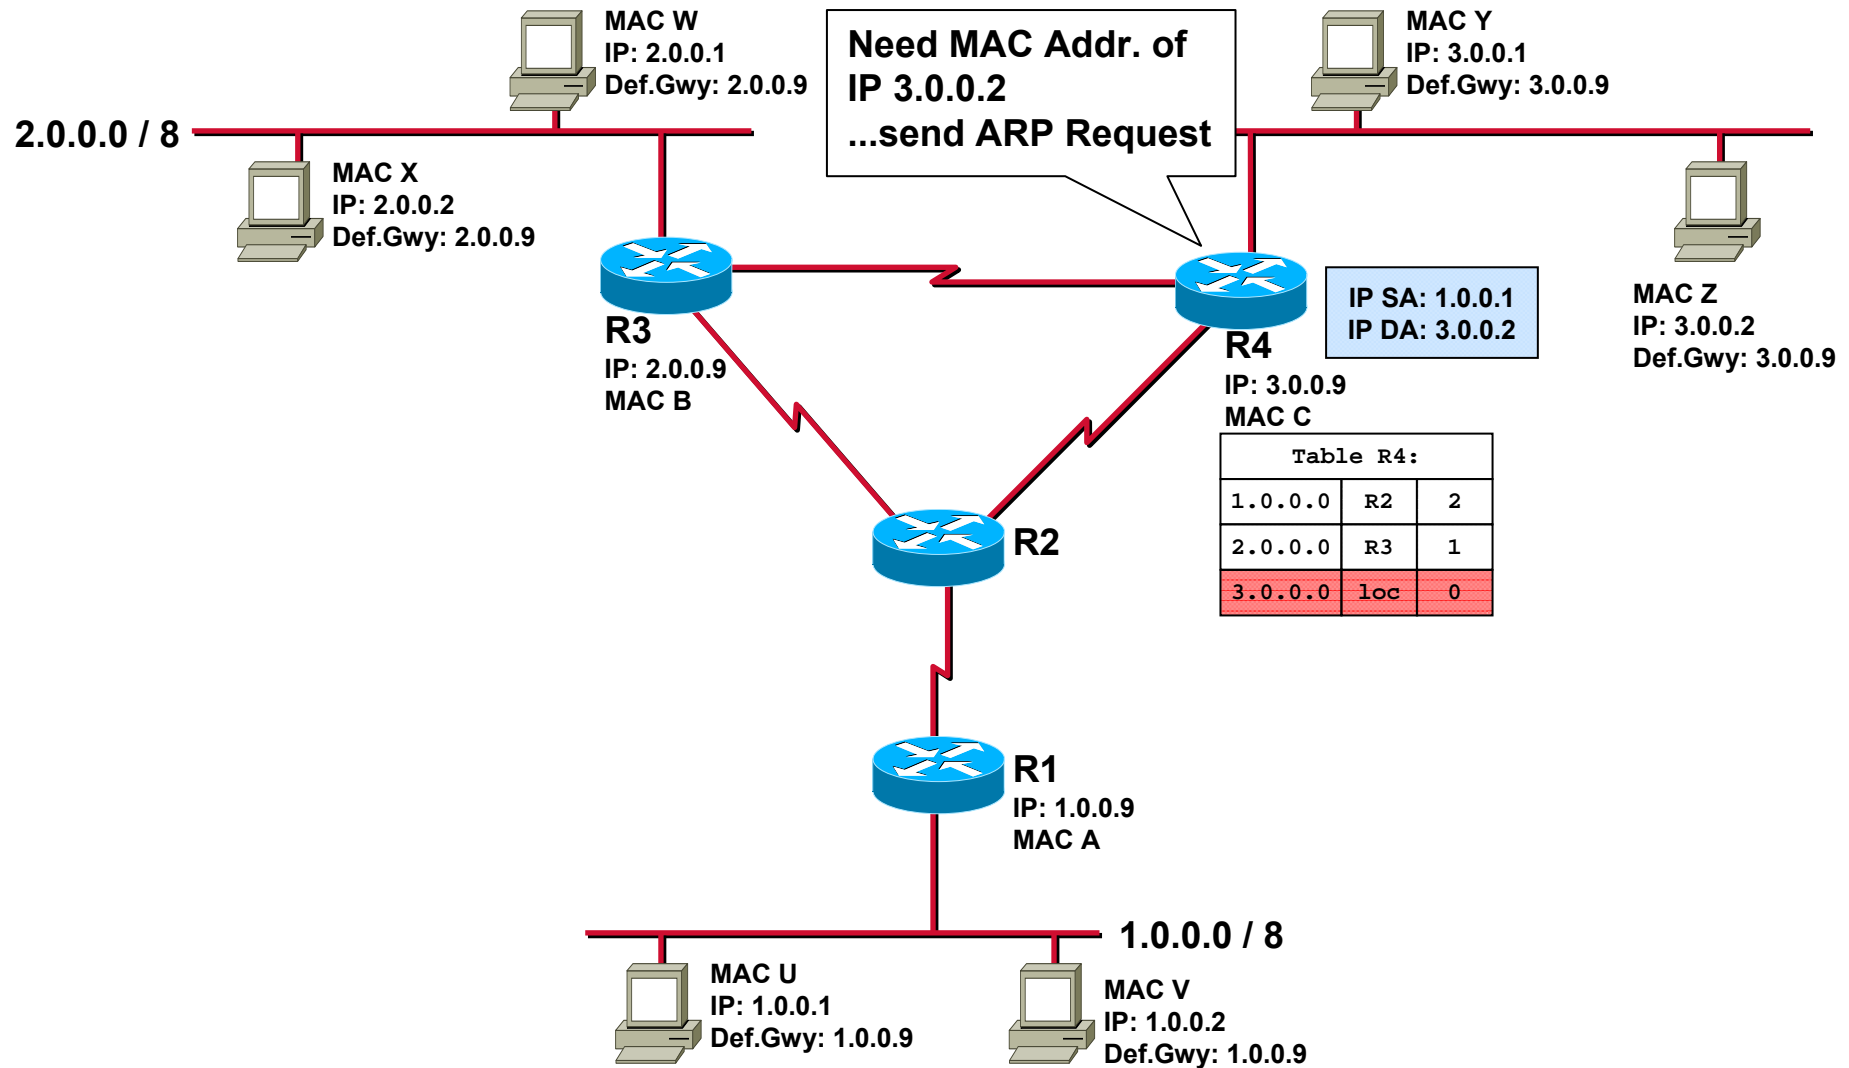 MAC W
IP: 2.0.0.1
Def.Gwy: 2.0.0.9
Need MAC Addr. of
IP 3.0.0.2
...send ARP Request
MAC Y
IP: 3.0.0.1
Def.Gwy: 3.0.0.9
2.0.0.0 / 8
MAC X
IP: 2.0.0.2
Def.Gwy: 2.0.0.9
R3
IP: 2.0.0.9
MAC B
R4
IP: 3.0.0.9
MAC C
IP SA: 1.0.0.1
IP DA: 3.0.0.2
MAC Z
IP: 3.0.0.2
Def.Gwy: 3.0.0.9
Table R4:
1.0.0.0 R2 2
2.0.0.0 R3 1
3.0.0.0 loc 0
R2
R1
IP: 1.0.0.9
MAC A
1.0.0.0 / 8
MAC U
IP: 1.0.0.1
Def.Gwy: 1.0.0.9
MAC V
IP: 1.0.0.2
Def.Gwy: 1.0.0.9